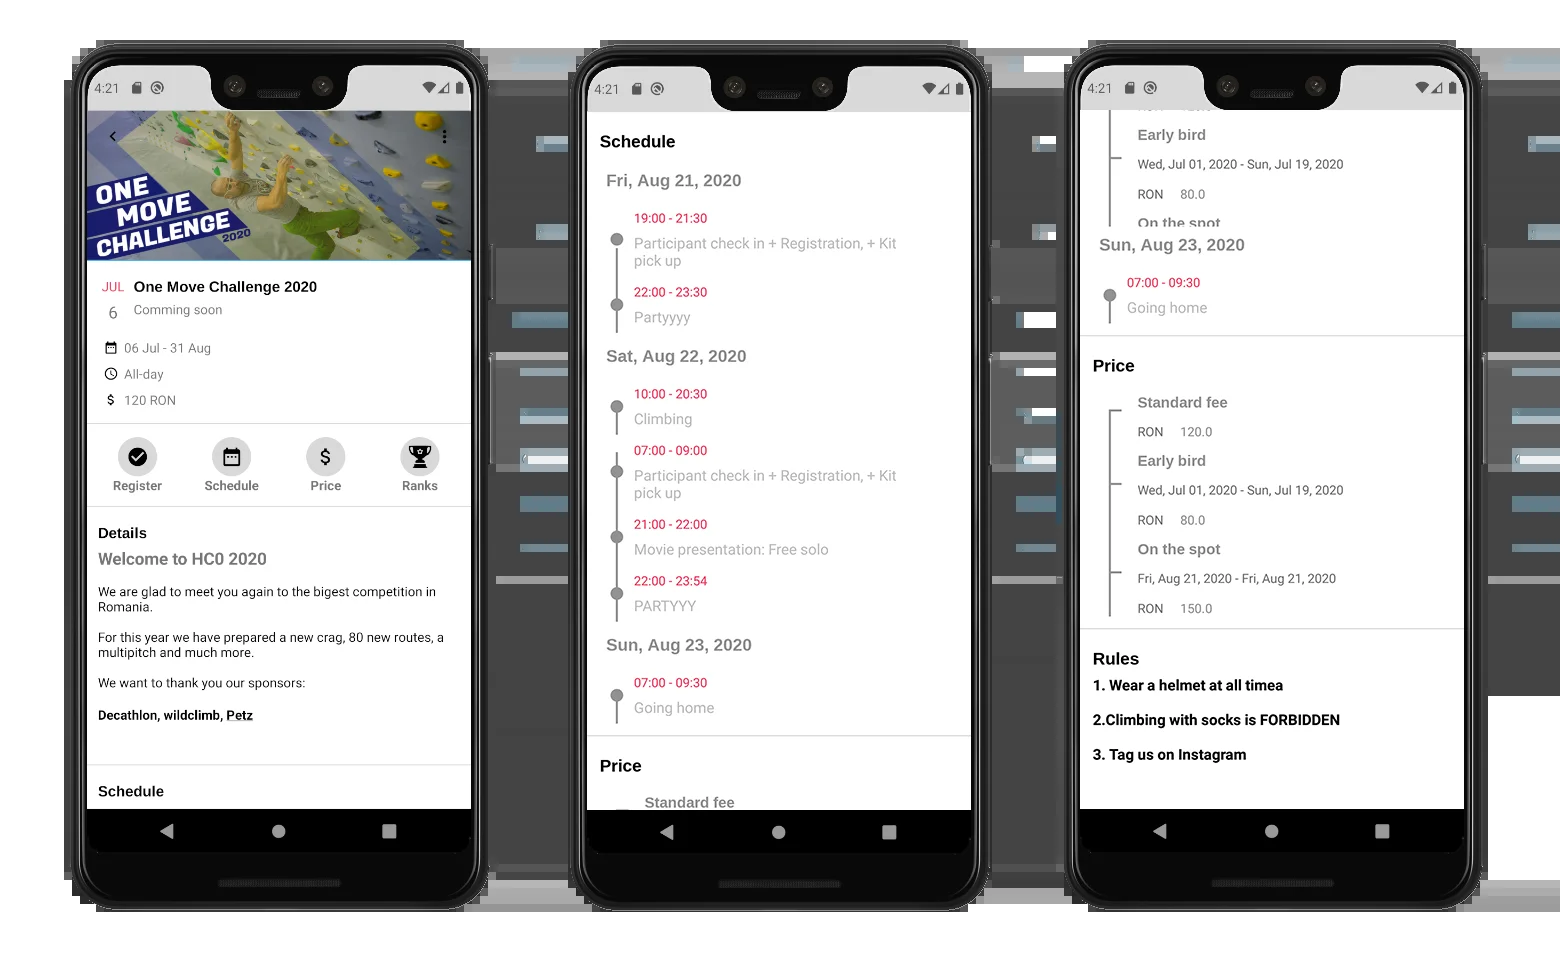 4:21
ONE
MOVE
CHALLENGE
2020
JUL
One Move Challenge 2020
6
Comming soon
06 Jul - 31 Aug
All-day
$ 120 RON
$
Register
Schedule
Price
Ranks
Details
Welcome to HC0 2020
We are glad to meet you again to the bigest competition in
Romania.
For this year we have prepared a new crag, 80 new routes, a
multipitch and much more.
We want to thank you our sponsors:
Decathlon, wildclimb, Petz
Schedule
4:21
Schedule
Fri, Aug 21, 2020
19:00 - 21:30
Participant check in + Registration, + Kit
pick up
22:00 - 23:30
Partyyyy
Sat, Aug 22, 2020
10:00 - 20:30
Climbing
07:00 - 09:00
Participant check in + Registration, + Kit
pick up
21:00 - 22:00
Movie presentation: Free solo
22:00 - 23:54
PARTYYY
Sun, Aug 23, 2020
07:00 - 09:30
Going home
Price
Standard fee
4:21
Early bird
Wed, Jul 01, 2020 - Sun, Jul 19, 2020
RON 80.0
On the spot
Sun, Aug 23, 2020
07:00 - 09:30
Going home
Price
Standard fee
RON 120.0
Early bird
Wed, Jul 01, 2020 - Sun, Jul 19, 2020
RON 80.0
On the spot
Fri, Aug 21, 2020 - Fri, Aug 21, 2020
RON 150.0
Rules
1. Wear a helmet at all timea
2.Climbing with socks is FORBIDDEN
3. Tag us on Instagram